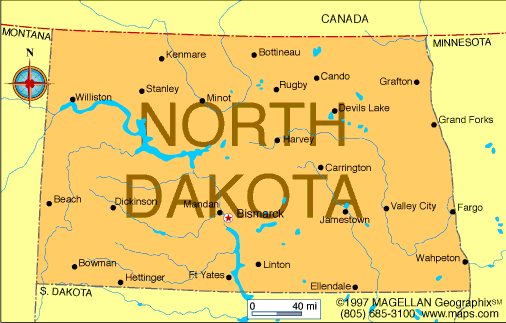 CANADA
MONTANA
MINNESOTA
Kenmare
Bottineau
N
Rugby
Cando
Grafton
Stanley
Williston
Minot
Devils Lake
NORTH
Grand Forks
Harvey
Carrington
DAKOTA
Beach
Dickinson
Mandan
Bismarck
Jamestown
Valley City
Fargo
Bowman
Hettinger
Ft Yates
Linton
Wahpeton
Ellendale
S. DAKOTA
0 40 mi
©1997 MAGELLAN Geographix℠
(805) 685-3100 www.maps.com